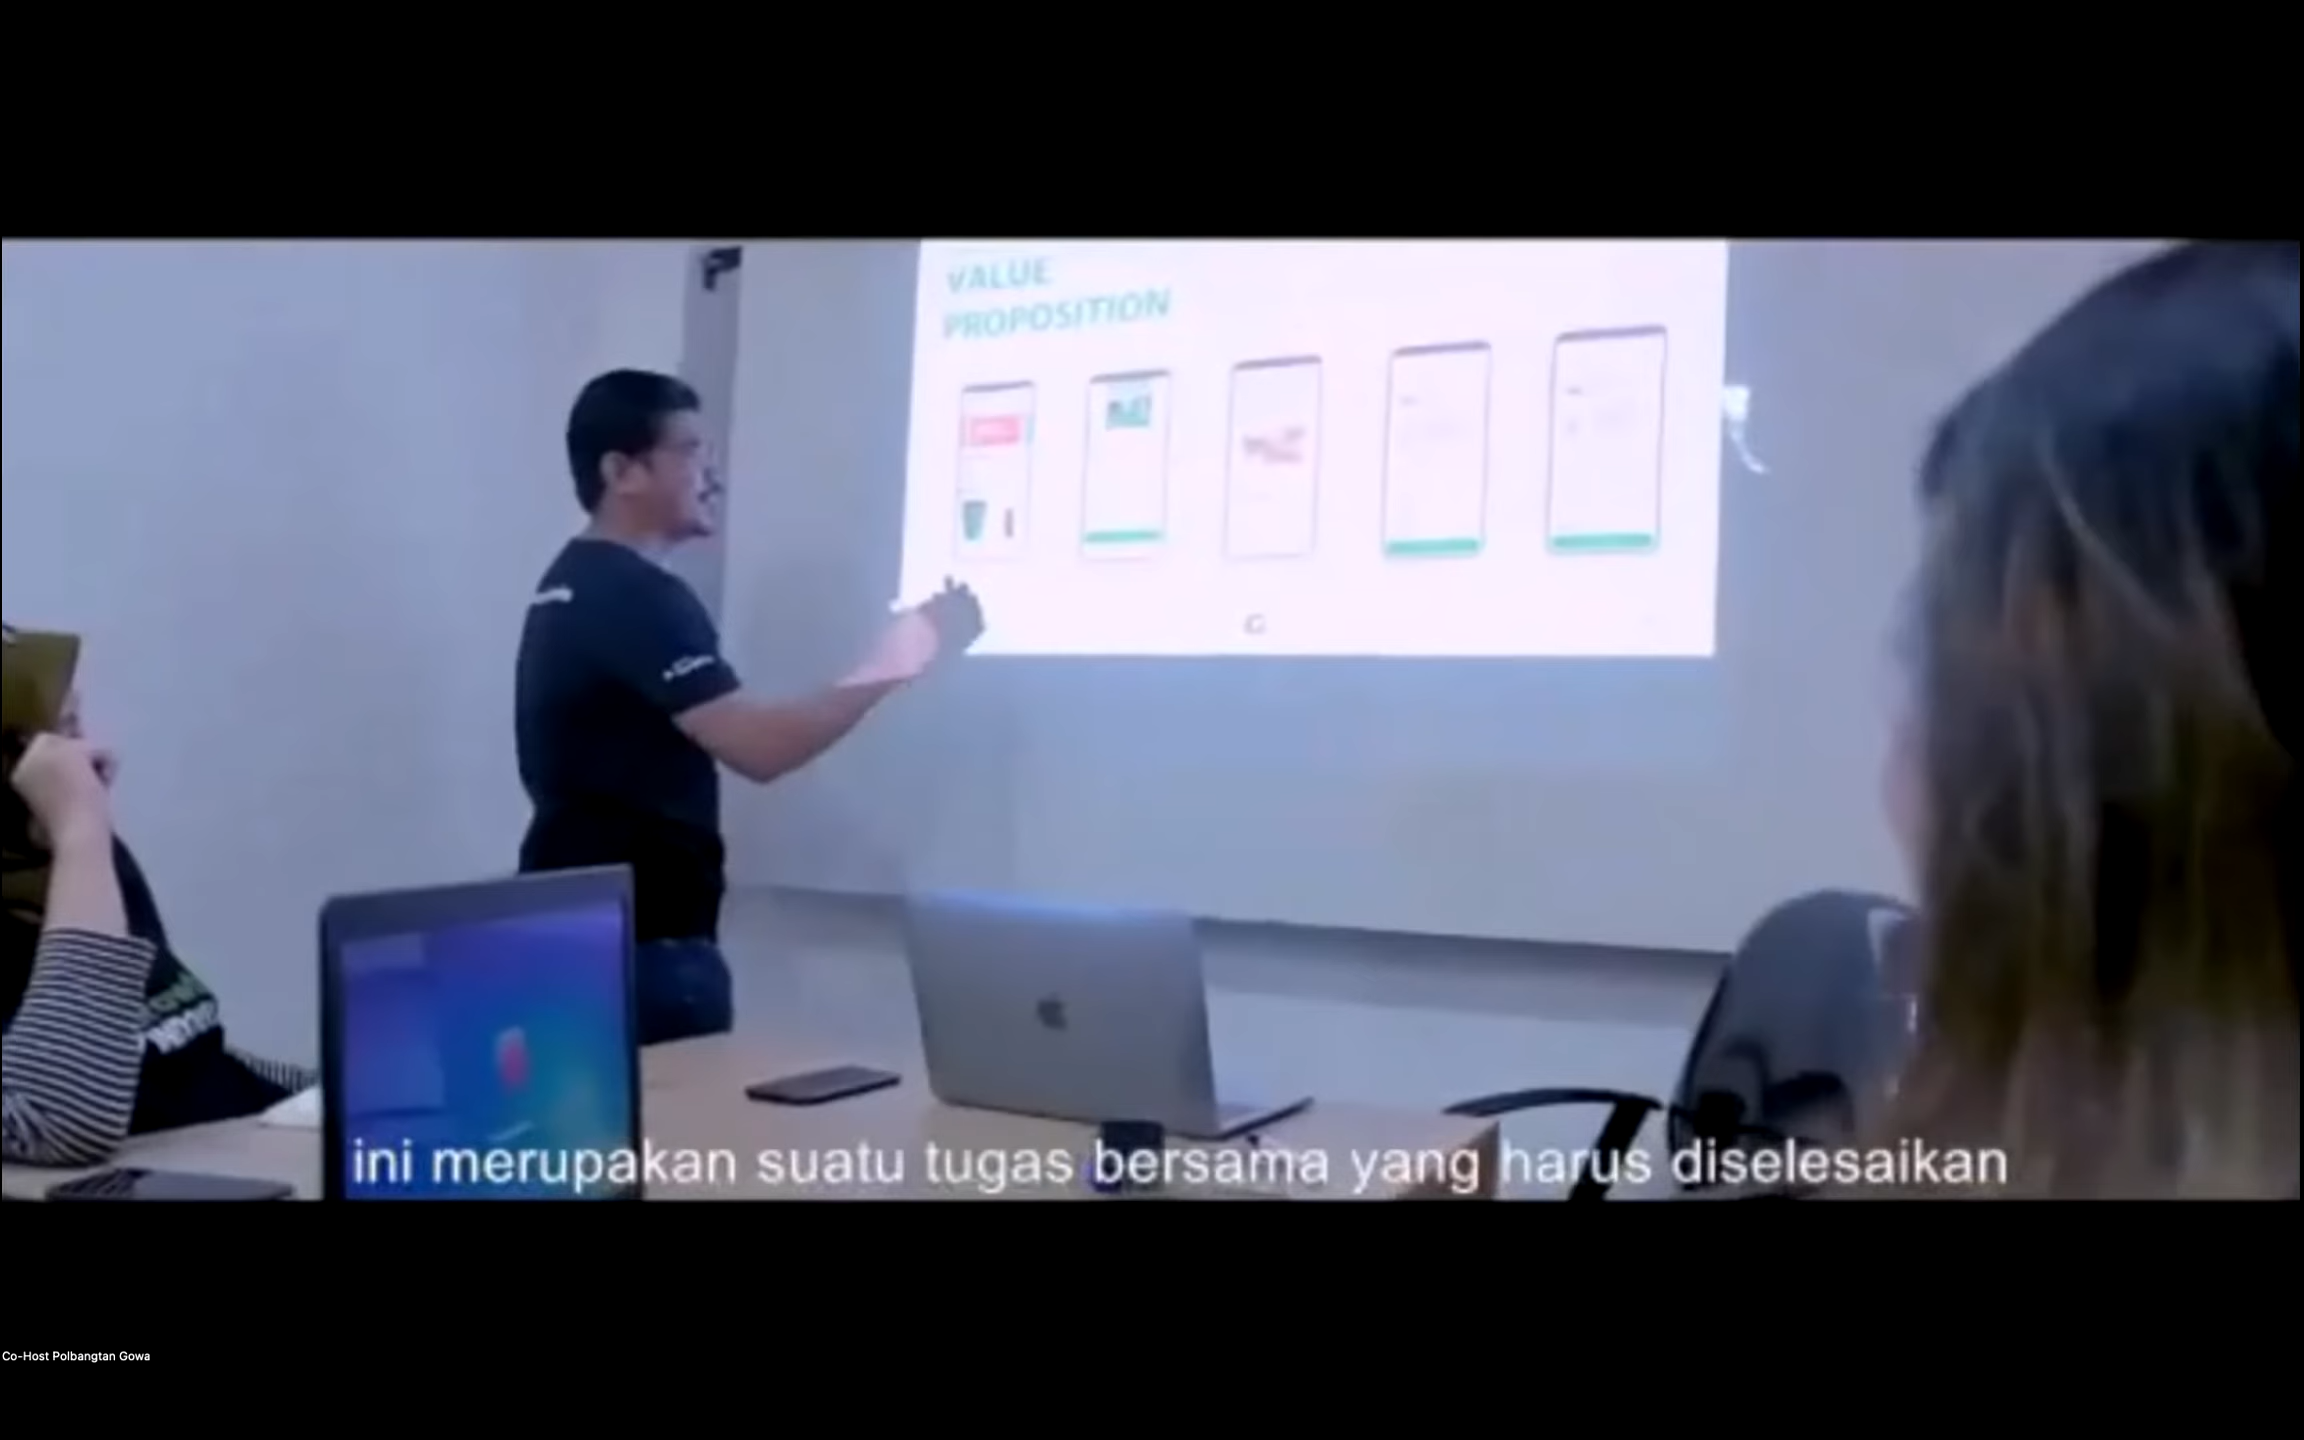 VALUE
PROPOSITION
ini merupakan suatu tugas bersama yang harus diselesaikan
Co-Host Polbangtan Gowa